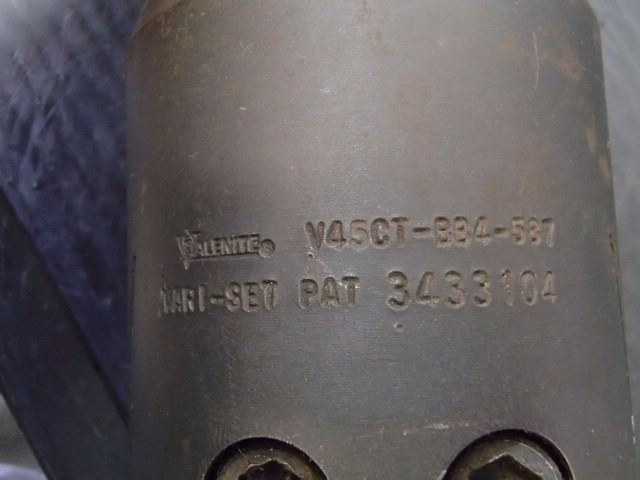 VALENITE® V45CT-BB4-587
VARI-SET PAT 3433104